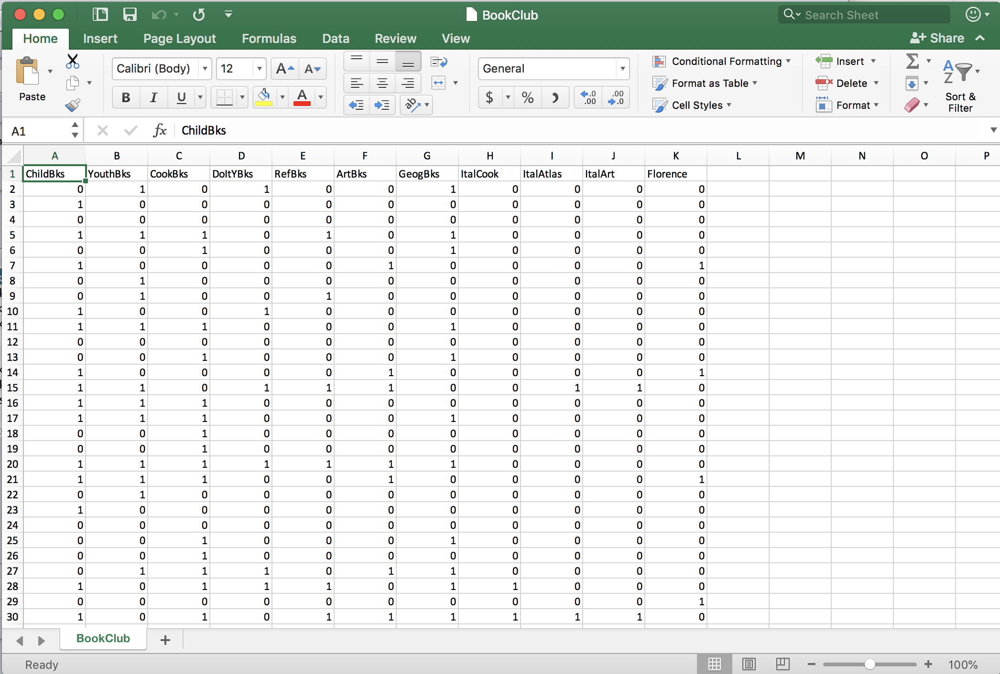 BookClub
Search Sheet
Home Insert Page Layout Formulas Data Review View
Share
Paste
Calibri (Body) 12 A A
B I U A
ab
General
$ % .0 .00 .00 .0
Conditional Formatting
Format as Table
Cell Styles
Insert
Delete
Format
Σ
A Z
Sort & Filter
A1 fx ChildBks
A B C D E F G H I J K L M N O P
1 ChildBks YouthBks CookBks DoItYBks RefBks ArtBks GeogBks ItalCook ItalAtlas ItalArt Florence
2 0 1 0 1 0 0 1 0 0 0 0
3 1 0 0 0 0 0 0 0 0 0 0
4 0 0 0 0 0 0 0 0 0 0 0
5 1 1 1 0 1 0 1 0 0 0 0
6 0 0 1 0 0 0 1 0 0 0 0
7 1 0 0 0 0 1 0 0 0 0 1
8 0 1 0 0 0 0 0 0 0 0 0
9 0 1 0 0 1 0 0 0 0 0 0
10 1 0 0 1 0 0 0 0 0 0 0
11 1 1 1 0 0 0 1 0 0 0 0
12 0 0 0 0 0 0 0 0 0 0 0
13 0 0 1 0 0 0 1 0 0 0 0
14 1 0 0 0 0 1 0 0 0 0 1
15 1 1 0 1 1 1 0 0 1 1 0
16 1 1 1 0 0 0 0 0 0 0 0
17 1 1 1 0 0 0 1 0 0 0 0
18 0 0 1 0 0 0 0 0 0 0 0
19 0 0 1 0 0 0 0 0 0 0 0
20 1 1 1 1 1 1 1 0 0 0 0
21 1 1 1 0 0 1 0 0 0 0 1
22 0 1 0 0 0 0 0 0 0 0 0
23 1 0 0 0 0 0 0 0 0 0 0
24 0 0 0 0 0 0 0 0 0 0 0
25 0 0 1 0 0 0 1 0 0 0 0
26 0 0 1 0 0 0 0 0 0 0 0
27 0 1 1 1 0 1 1 0 0 0 0
28 1 0 1 1 1 0 1 1 0 0 0
29 0 0 0 0 0 0 0 0 0 0 1
30 1 0 1 0 1 1 1 1 1 1 0
BookClub +
Ready
100%